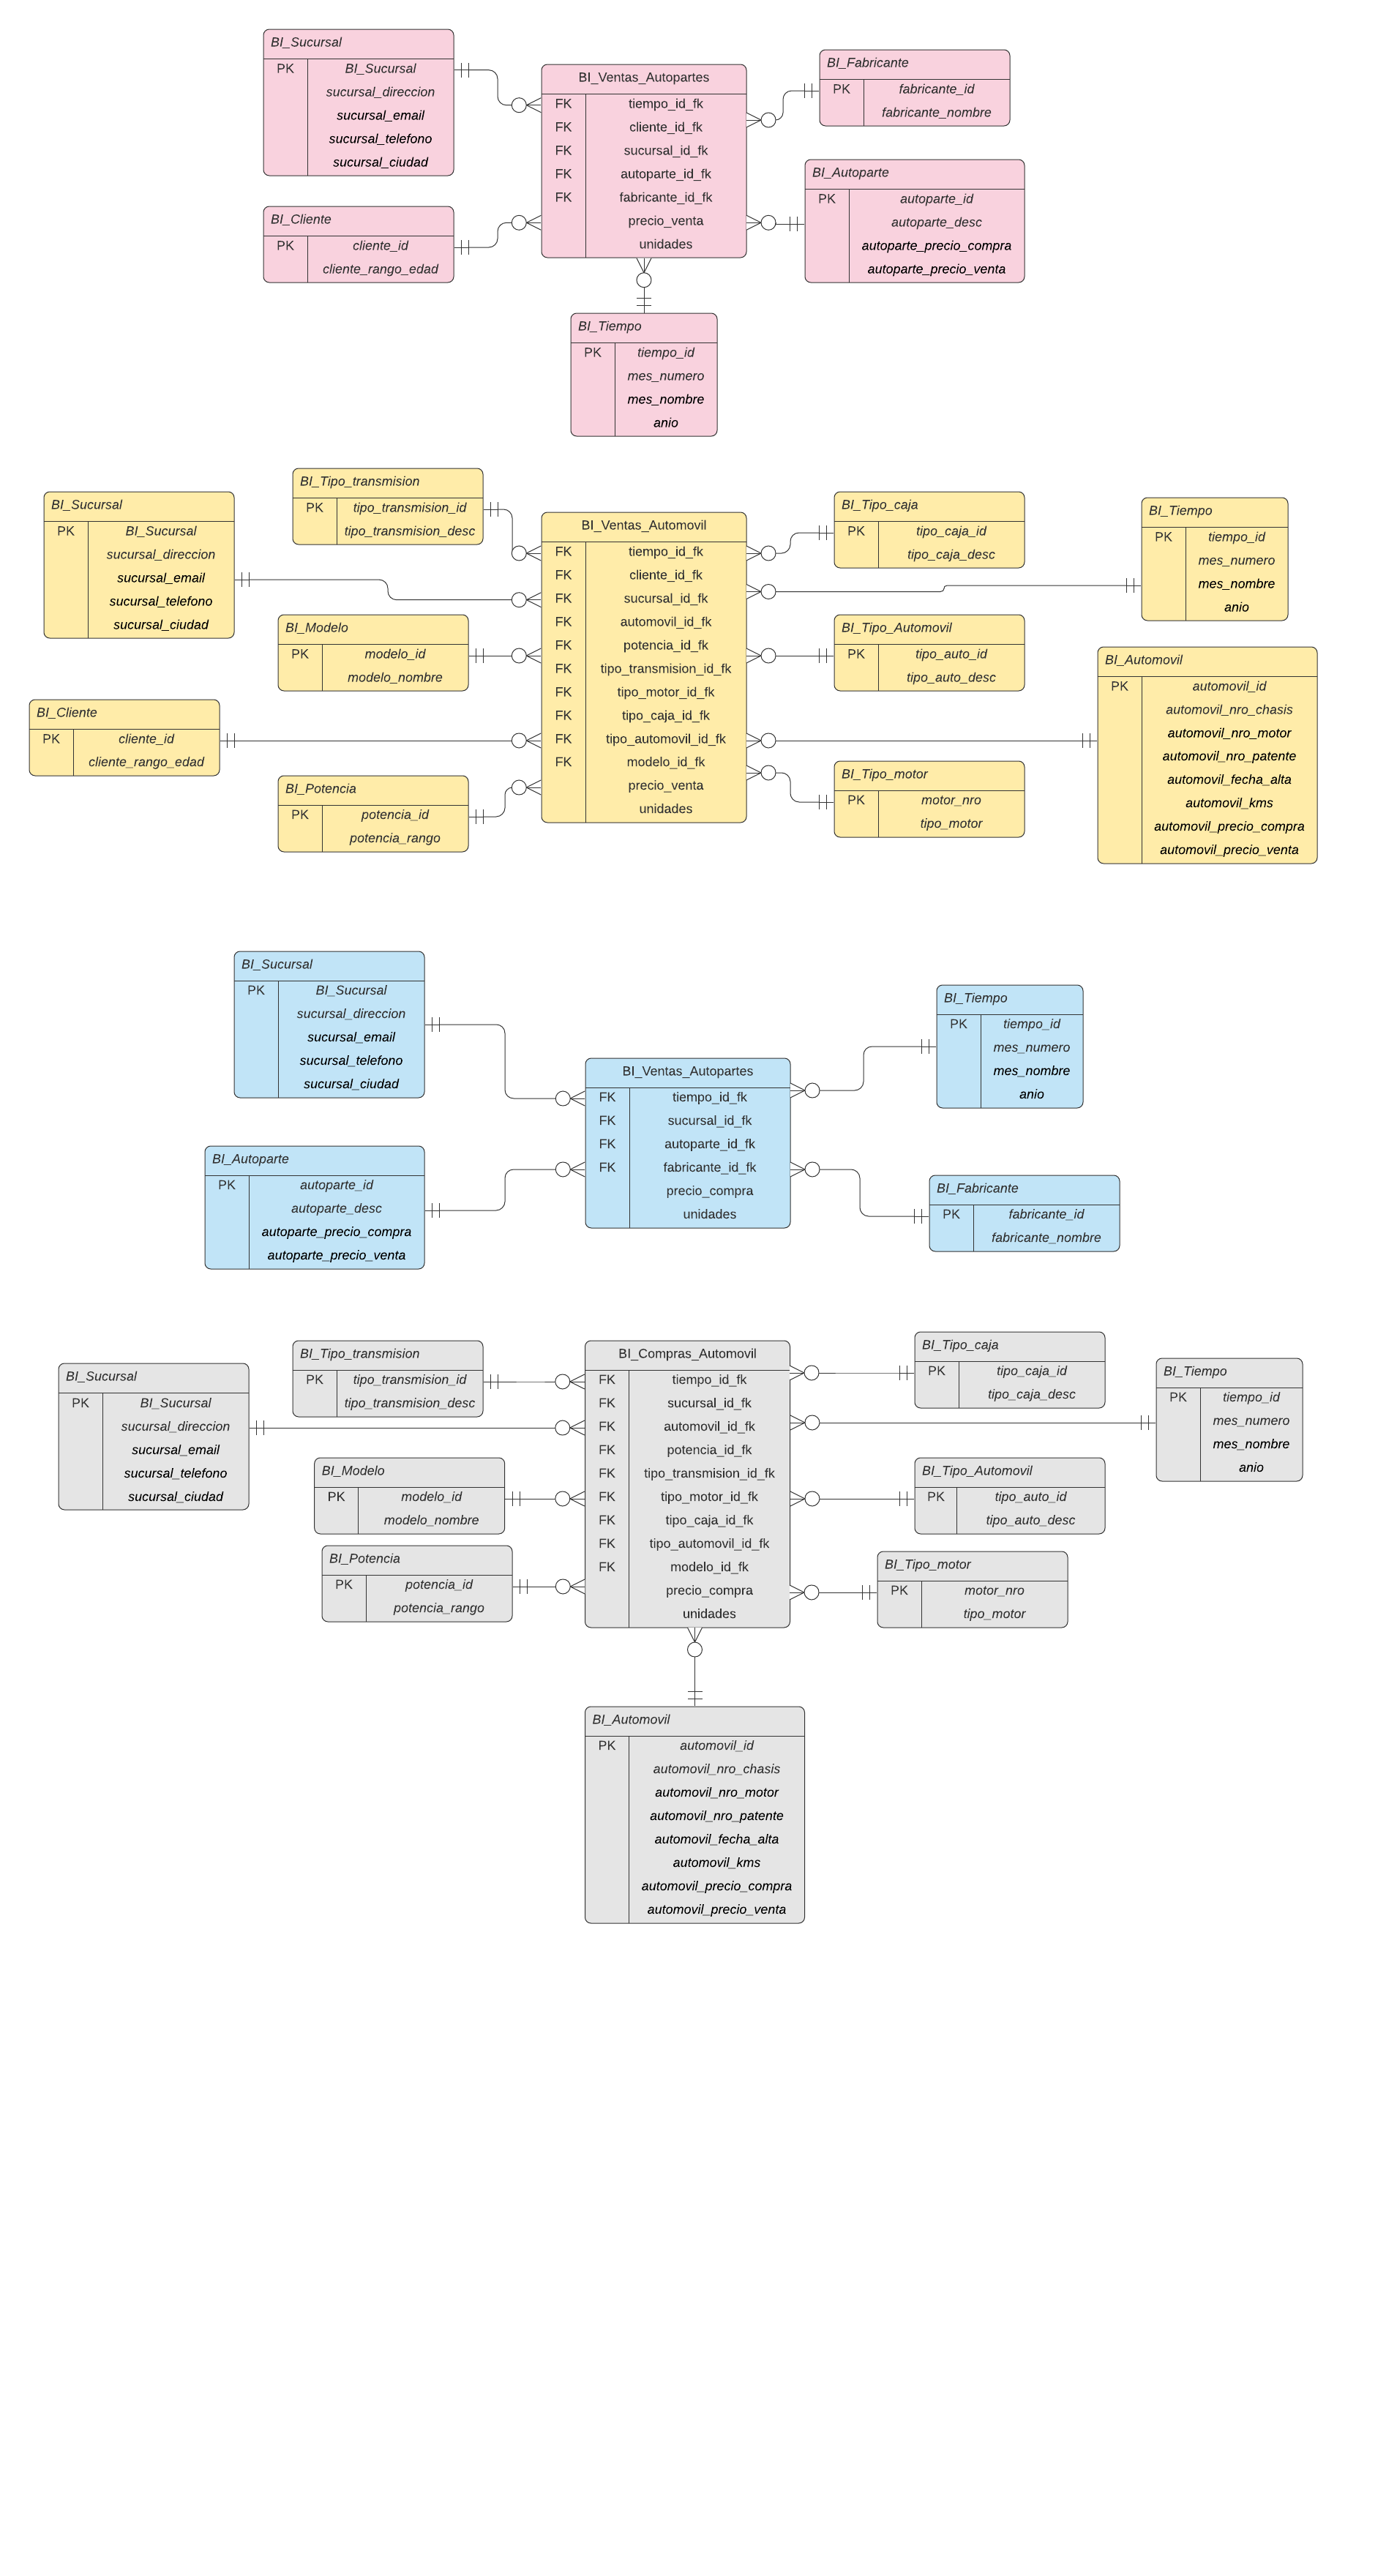 BI_Sucursal
PK BI_Sucursal
sucursal_direccion
sucursal_email
sucursal_telefono
sucursal_ciudad
BI_Cliente
PK cliente_id
cliente_rango_edad
BI_Ventas_Autopartes
FK tiempo_id_fk
FK cliente_id_fk
FK sucursal_id_fk
FK autoparte_id_fk
FK fabricante_id_fk
precio_venta
unidades
BI_Fabricante
PK fabricante_id
fabricante_nombre
BI_Autoparte
PK autoparte_id
autoparte_desc
autoparte_precio_compra
autoparte_precio_venta
BI_Tiempo
PK tiempo_id
mes_numero
mes_nombre
anio
BI_Sucursal
PK BI_Sucursal
sucursal_direccion
sucursal_email
sucursal_telefono
sucursal_ciudad
BI_Tipo_transmision
PK tipo_transmision_id
tipo_transmision_desc
BI_Modelo
PK modelo_id
modelo_nombre
BI_Cliente
PK cliente_id
cliente_rango_edad
BI_Potencia
PK potencia_id
potencia_rango
BI_Ventas_Automovil
FK tiempo_id_fk
FK cliente_id_fk
FK sucursal_id_fk
FK automovil_id_fk
FK potencia_id_fk
FK tipo_transmision_id_fk
FK tipo_motor_id_fk
FK tipo_caja_id_fk
FK tipo_automovil_id_fk
FK modelo_id_fk
precio_venta
unidades
BI_Tipo_caja
PK tipo_caja_id
tipo_caja_desc
BI_Tipo_Automovil
PK tipo_auto_id
tipo_auto_desc
BI_Tipo_motor
PK motor_nro
tipo_motor
BI_Tiempo
PK tiempo_id
mes_numero
mes_nombre
anio
BI_Automovil
PK automovil_id
automovil_nro_chasis
automovil_nro_motor
automovil_nro_patente
automovil_fecha_alta
automovil_kms
automovil_precio_compra
automovil_precio_venta
BI_Sucursal
PK BI_Sucursal
sucursal_direccion
sucursal_email
sucursal_telefono
sucursal_ciudad
BI_Autoparte
PK autoparte_id
autoparte_desc
autoparte_precio_compra
autoparte_precio_venta
BI_Ventas_Autopartes
FK tiempo_id_fk
FK sucursal_id_fk
FK autoparte_id_fk
FK fabricante_id_fk
precio_compra
unidades
BI_Tiempo
PK tiempo_id
mes_numero
mes_nombre
anio
BI_Fabricante
PK fabricante_id
fabricante_nombre
BI_Sucursal
PK BI_Sucursal
sucursal_direccion
sucursal_email
sucursal_telefono
sucursal_ciudad
BI_Tipo_transmision
PK tipo_transmision_id
tipo_transmision_desc
BI_Modelo
PK modelo_id
modelo_nombre
BI_Potencia
PK potencia_id
potencia_rango
BI_Compras_Automovil
FK tiempo_id_fk
FK sucursal_id_fk
FK automovil_id_fk
FK potencia_id_fk
FK tipo_transmision_id_fk
FK tipo_motor_id_fk
FK tipo_caja_id_fk
FK tipo_automovil_id_fk
FK modelo_id_fk
precio_compra
unidades
BI_Tipo_caja
PK tipo_caja_id
tipo_caja_desc
BI_Tiempo
PK tiempo_id
mes_numero
mes_nombre
anio
BI_Tipo_Automovil
PK tipo_auto_id
tipo_auto_desc
BI_Tipo_motor
PK motor_nro
tipo_motor
BI_Automovil
PK automovil_id
automovil_nro_chasis
automovil_nro_motor
automovil_nro_patente
automovil_fecha_alta
automovil_kms
automovil_precio_compra
automovil_precio_venta